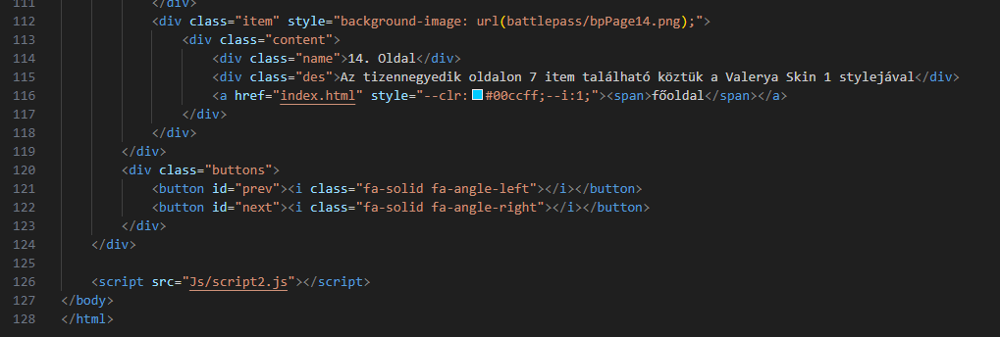 111 </div>
112 <div class="item" style="background-image: url(battlepass/bpPage14.png);">
113 <div class="content">
114 <div class="name">14. Oldal</div>
115 <div class="des">Az tizennegyedik oldalon 7 item található köztük a Valerya Skin 1 stylejával</div>
116 <a href="index.html" style="--clr:#00ccff;--i:1;"><span>főoldal</span></a>
117 </div>
118 </div>
119 </div>
120 <div class="buttons">
121 <button id="prev"><i class="fa-solid fa-angle-left"></i></button>
122 <button id="next"><i class="fa-solid fa-angle-right"></i></button>
123 </div>
124 </div>
125
126 <script src="Js/script2.js"></script>
127 </body>
128 </html>